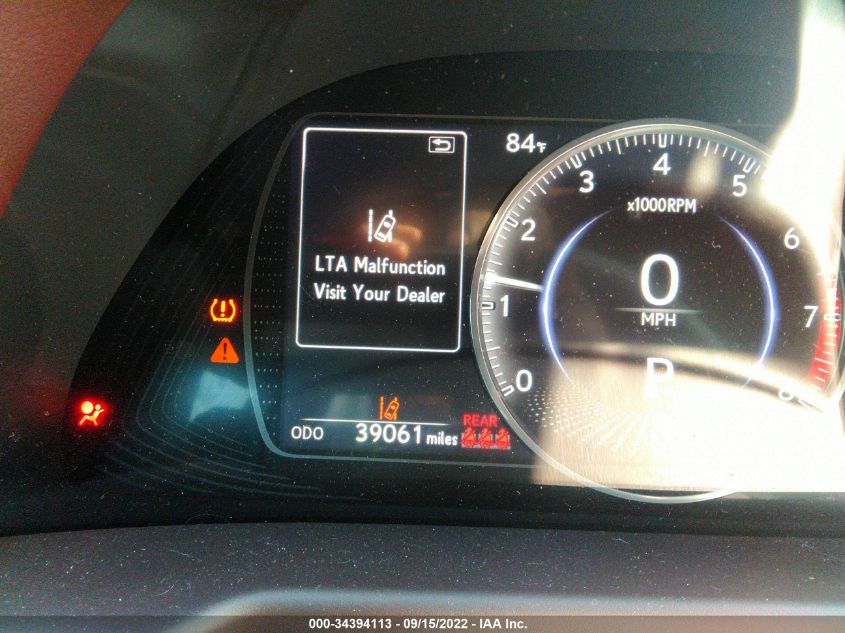 84°F
4
3
5
x1000RPM
2
6
LTA Malfunction
Visit Your Dealer
0
1
MPH
7
P
0
8
REAR
ODO 39061 miles
000-34394113 - 09/15/2022 - IAA Inc.